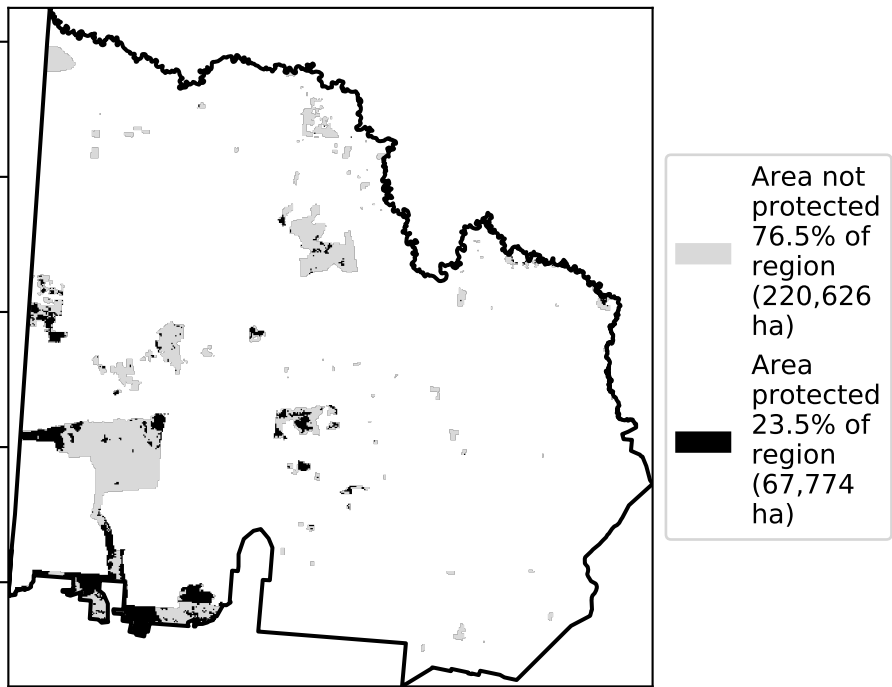 Area not
protected
76.5% of
region
(220,626
ha)
Area
protected
23.5% of
region
(67,774
ha)